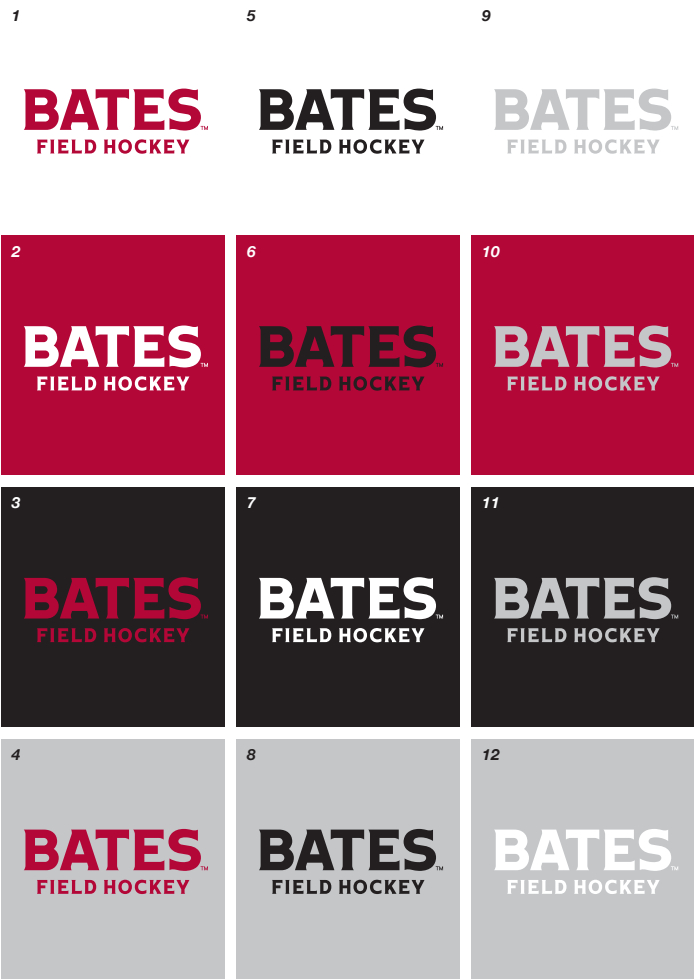 1
BATES™
FIELD HOCKEY
5
BATES™
FIELD HOCKEY
9
BATES™
FIELD HOCKEY
2
BATES™
FIELD HOCKEY
6
BATES™
FIELD HOCKEY
10
BATES™
FIELD HOCKEY
3
BATES™
FIELD HOCKEY
7
BATES™
FIELD HOCKEY
11
BATES™
FIELD HOCKEY
4
BATES™
FIELD HOCKEY
8
BATES™
FIELD HOCKEY
12
BATES™
FIELD HOCKEY